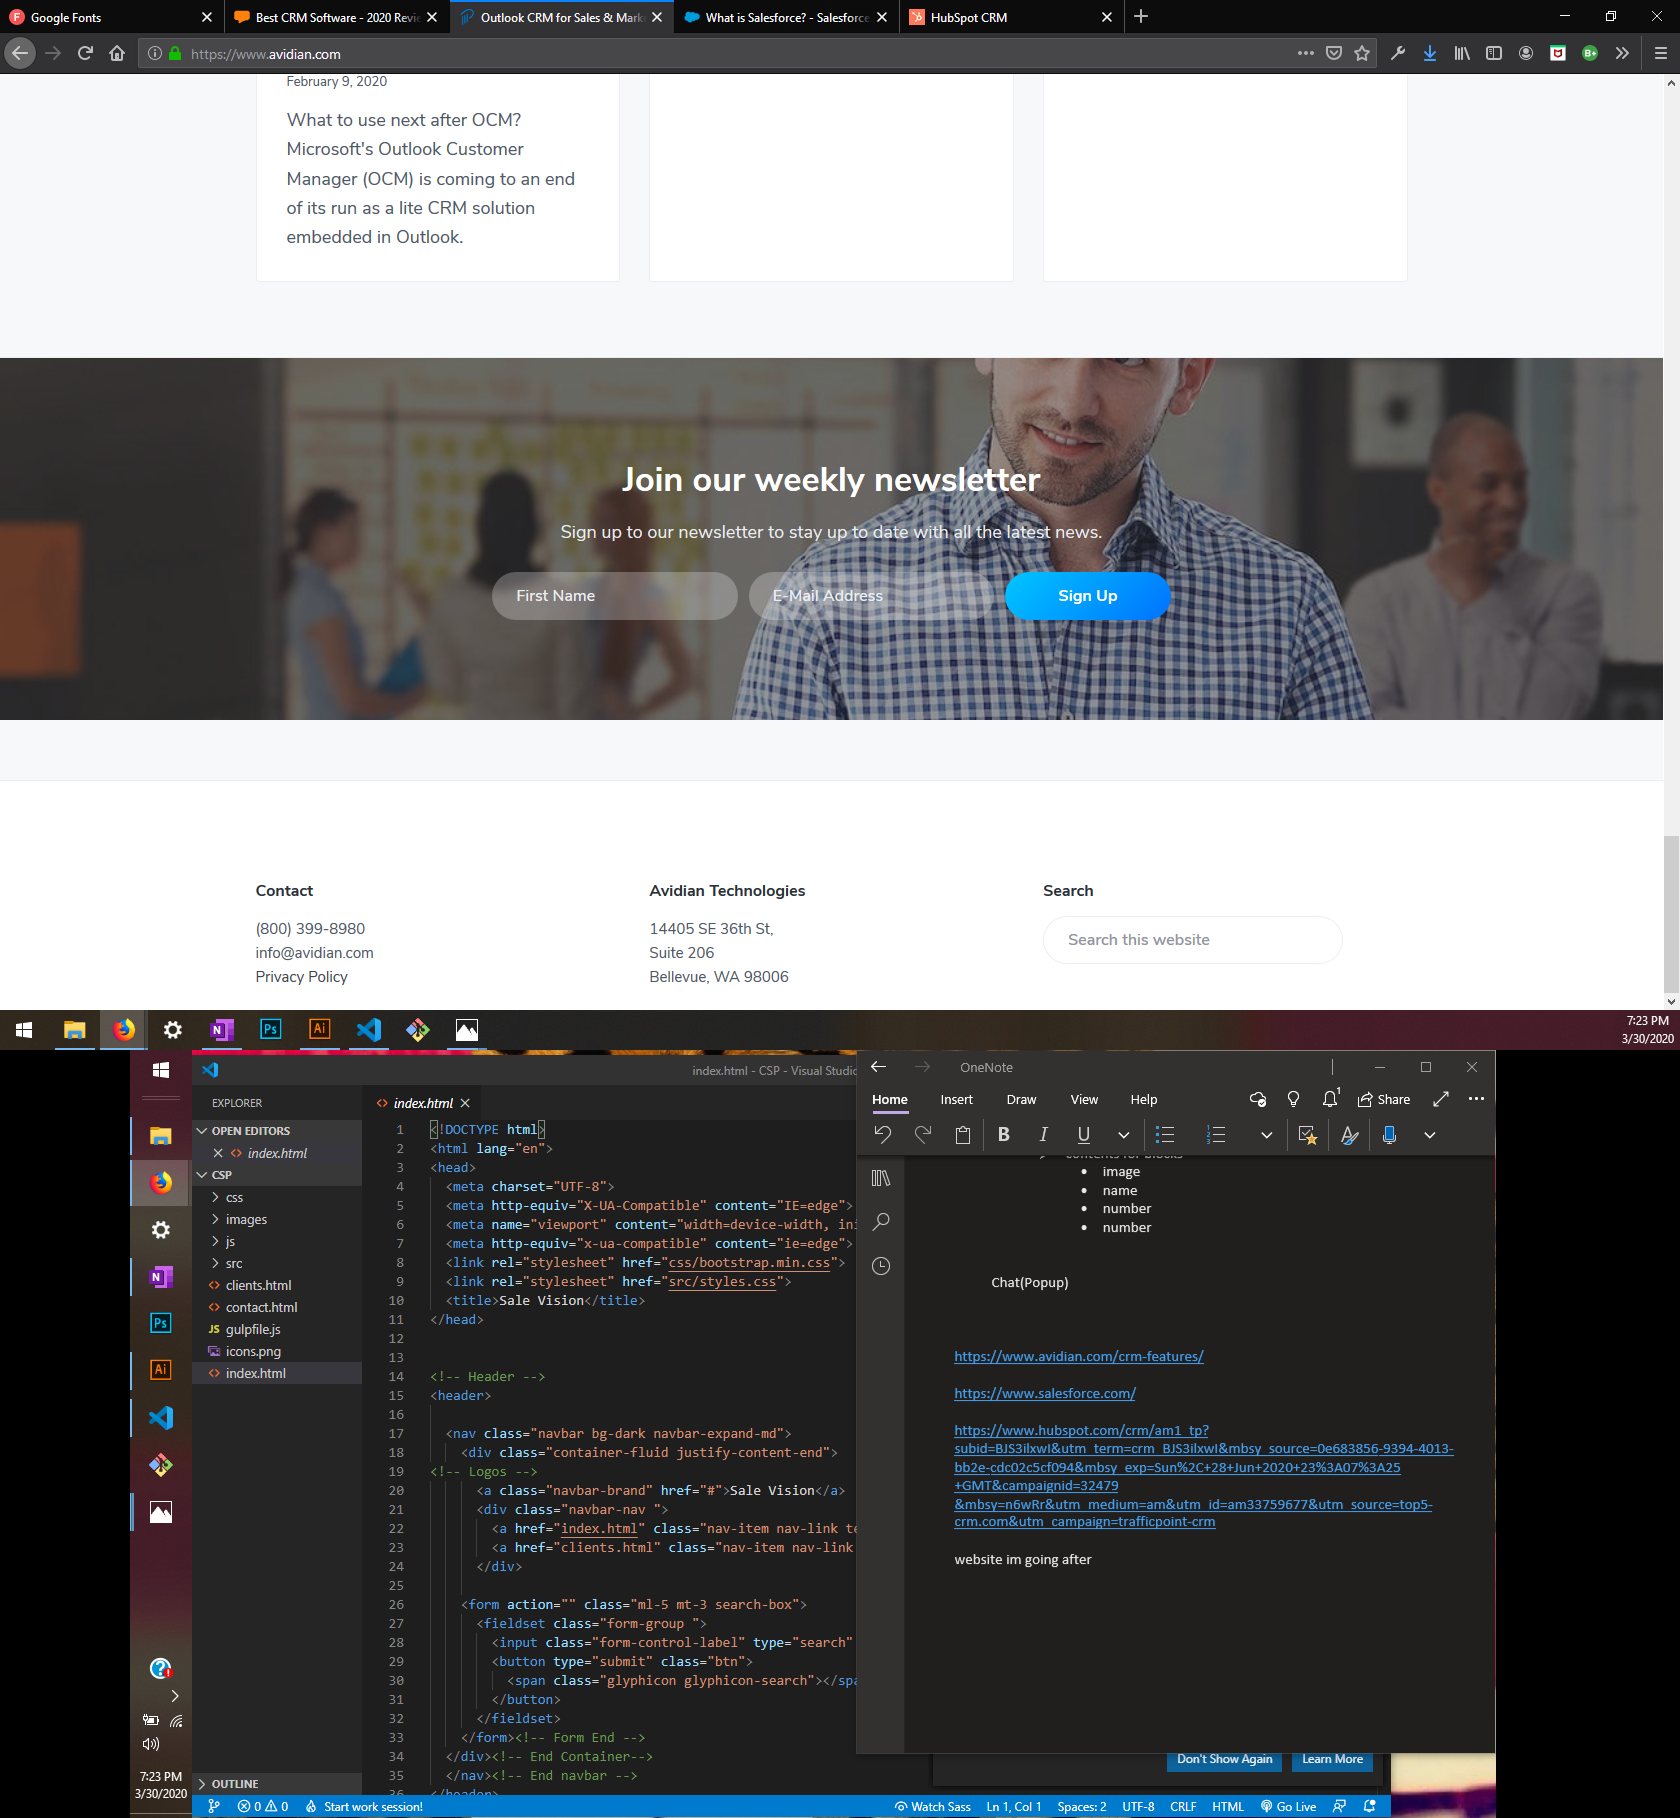 Google Fonts
Best CRM Software - 2020 Revie
Outlook CRM for Sales & Mark
What is Salesforce? - Salesforce
HubSpot CRM
https://www.avidian.com
February 9, 2020
What to use next after OCM?
Microsoft's Outlook Customer
Manager (OCM) is coming to an end
of its run as a lite CRM solution
embedded in Outlook.
Join our weekly newsletter
Sign up to our newsletter to stay up to date with all the latest news.
First Name
E-Mail Address
Sign Up
Contact
(800) 399-8980
info@avidian.com
Privacy Policy
Avidian Technologies
14405 SE 36th St,
Suite 206
Bellevue, WA 98006
Search
Search this website
7:23 PM
3/30/2020
index.html - CSP - Visual Studio
EXPLORER
OPEN EDITORS
index.html
CSP
css
images
js
src
clients.html
contact.html
JS gulpfile.js
icons.png
index.html
OUTLINE
index.html
1 <!DOCTYPE html>
2 <html lang="en">
3 <head>
4 <meta charset="UTF-8">
5 <meta http-equiv="X-UA-Compatible" content="IE=edge">
6 <meta name="viewport" content="width=device-width, ini
7 <meta http-equiv="x-ua-compatible" content="ie=edge">
8 <link rel="stylesheet" href="css/bootstrap.min.css">
9 <link rel="stylesheet" href="src/styles.css">
10 <title>Sale Vision</title>
11 </head>
12
13
14 <!-- Header -->
15 <header>
16
17 <nav class="navbar bg-dark navbar-expand-md">
18 <div class="container-fluid justify-content-end">
19 <!-- Logos -->
20 <a class="navbar-brand" href="#">Sale Vision</a>
21 <div class="navbar-nav ">
22 <a href="index.html" class="nav-item nav-link te
23 <a href="clients.html" class="nav-item nav-link
24 </div>
25
26 <form action="" class="ml-5 mt-3 search-box">
27 <fieldset class="form-group ">
28 <input class="form-control-label" type="search"
29 <button type="submit" class="btn">
30 <span class="glyphicon glyphicon-search"></spa
31 </button>
32 </fieldset>
33 </form><!-- Form End -->
34 </div><!-- End Container-->
35 </nav><!-- End navbar -->
36 </header>
OneNote
Home Insert Draw View Help
1
Share
B I U
contents for blocks
• image
• name
• number
• number
Chat(Popup)
https://www.avidian.com/crm-features/
https://www.salesforce.com/
https://www.hubspot.com/crm/am1_tp?
subid=BJS3ilxwI&utm_term=crm_BJS3ilxwI&mbsy_source=0e683856-9394-4013-
bb2e-cdc02c5cf094&mbsy_exp=Sun%2C+28+Jun+2020+23%3A07%3A25
+GMT&campaignid=32479
&mbsy=n6wRr&utm_medium=am&utm_id=am33759677&utm_source=top5-
crm.com&utm_campaign=trafficpoint-crm
website im going after
Don't Show Again
Learn More
7:23 PM
3/30/2020
0 0
Start work session!
Watch Sass
Ln 1, Col 1
Spaces: 2
UTF-8
CRLF
HTML
Go Live